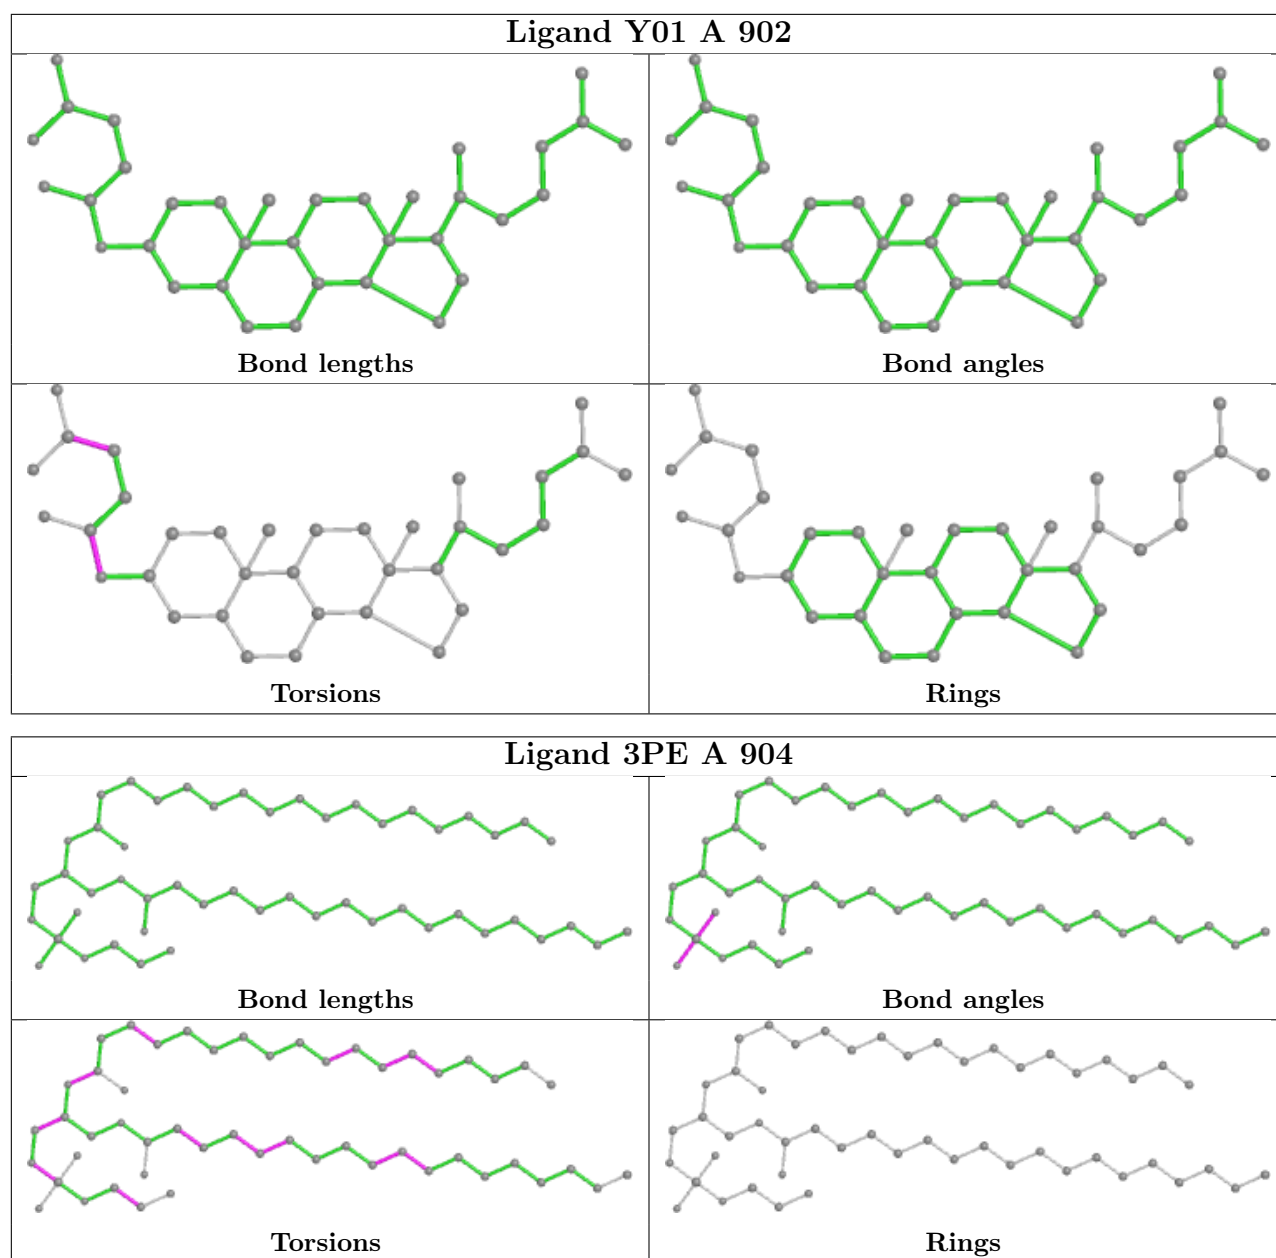 Ligand Y01 A 902
Bond lengths
Bond angles
Torsions
Rings
Ligand 3PE A 904
Bond lengths
Bond angles
Torsions
Rings